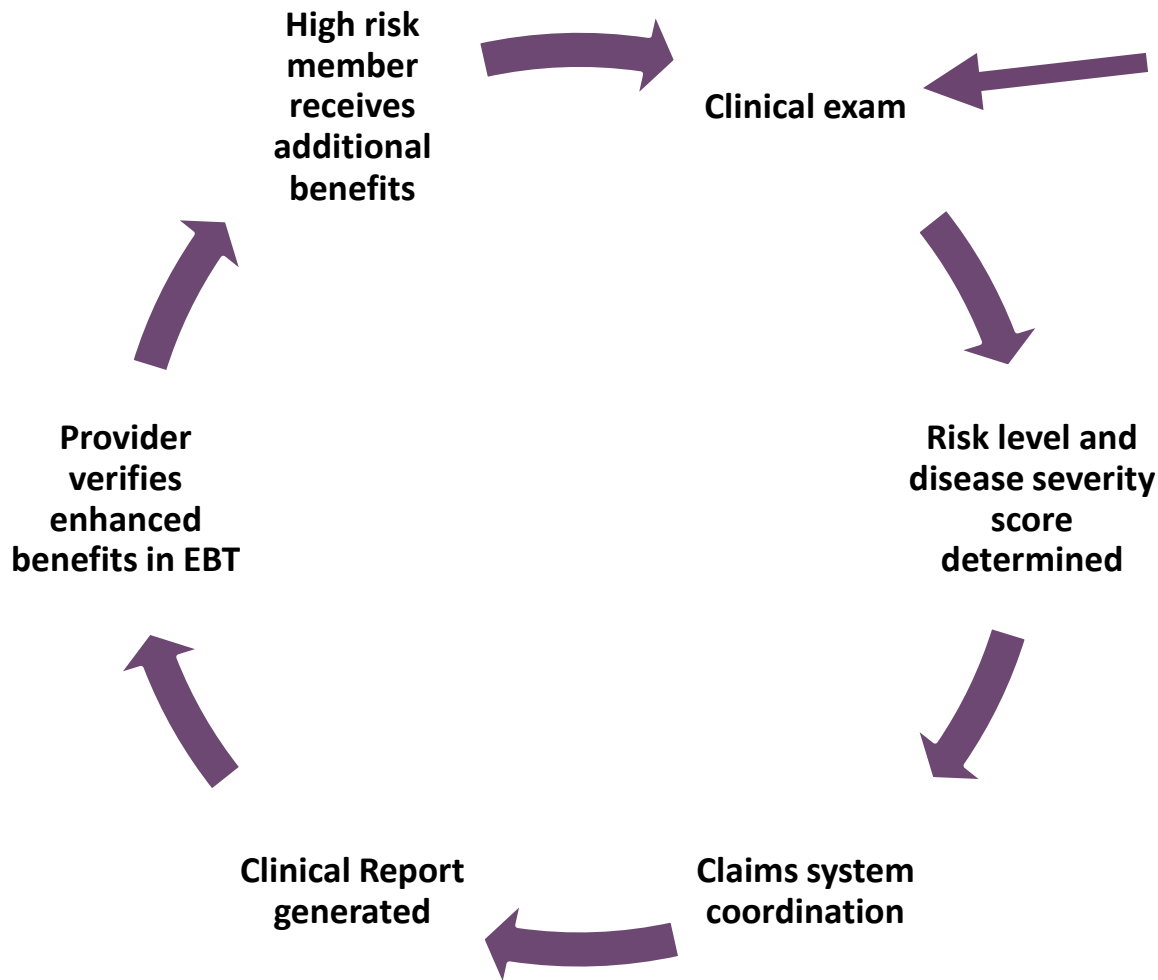 High risk
member
receives
additional
benefits
Clinical exam
Risk level and
disease severity
score
determined
Claims system
coordination
Clinical Report
generated
Provider
verifies
enhanced
benefits in EBT